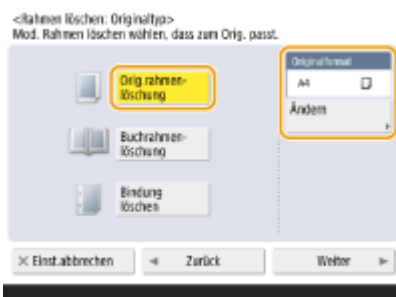 <Rahmen löschen: Originaltyp>
Mod. Rahmen löschen wählen, dass zum Orig. passt.
Orig.rahmen-
löschung
Buchrahmen-
löschung
Bindung
löschen
Originalformat
A4
Ändern
Einst.abbrechen
Zurück
Weiter